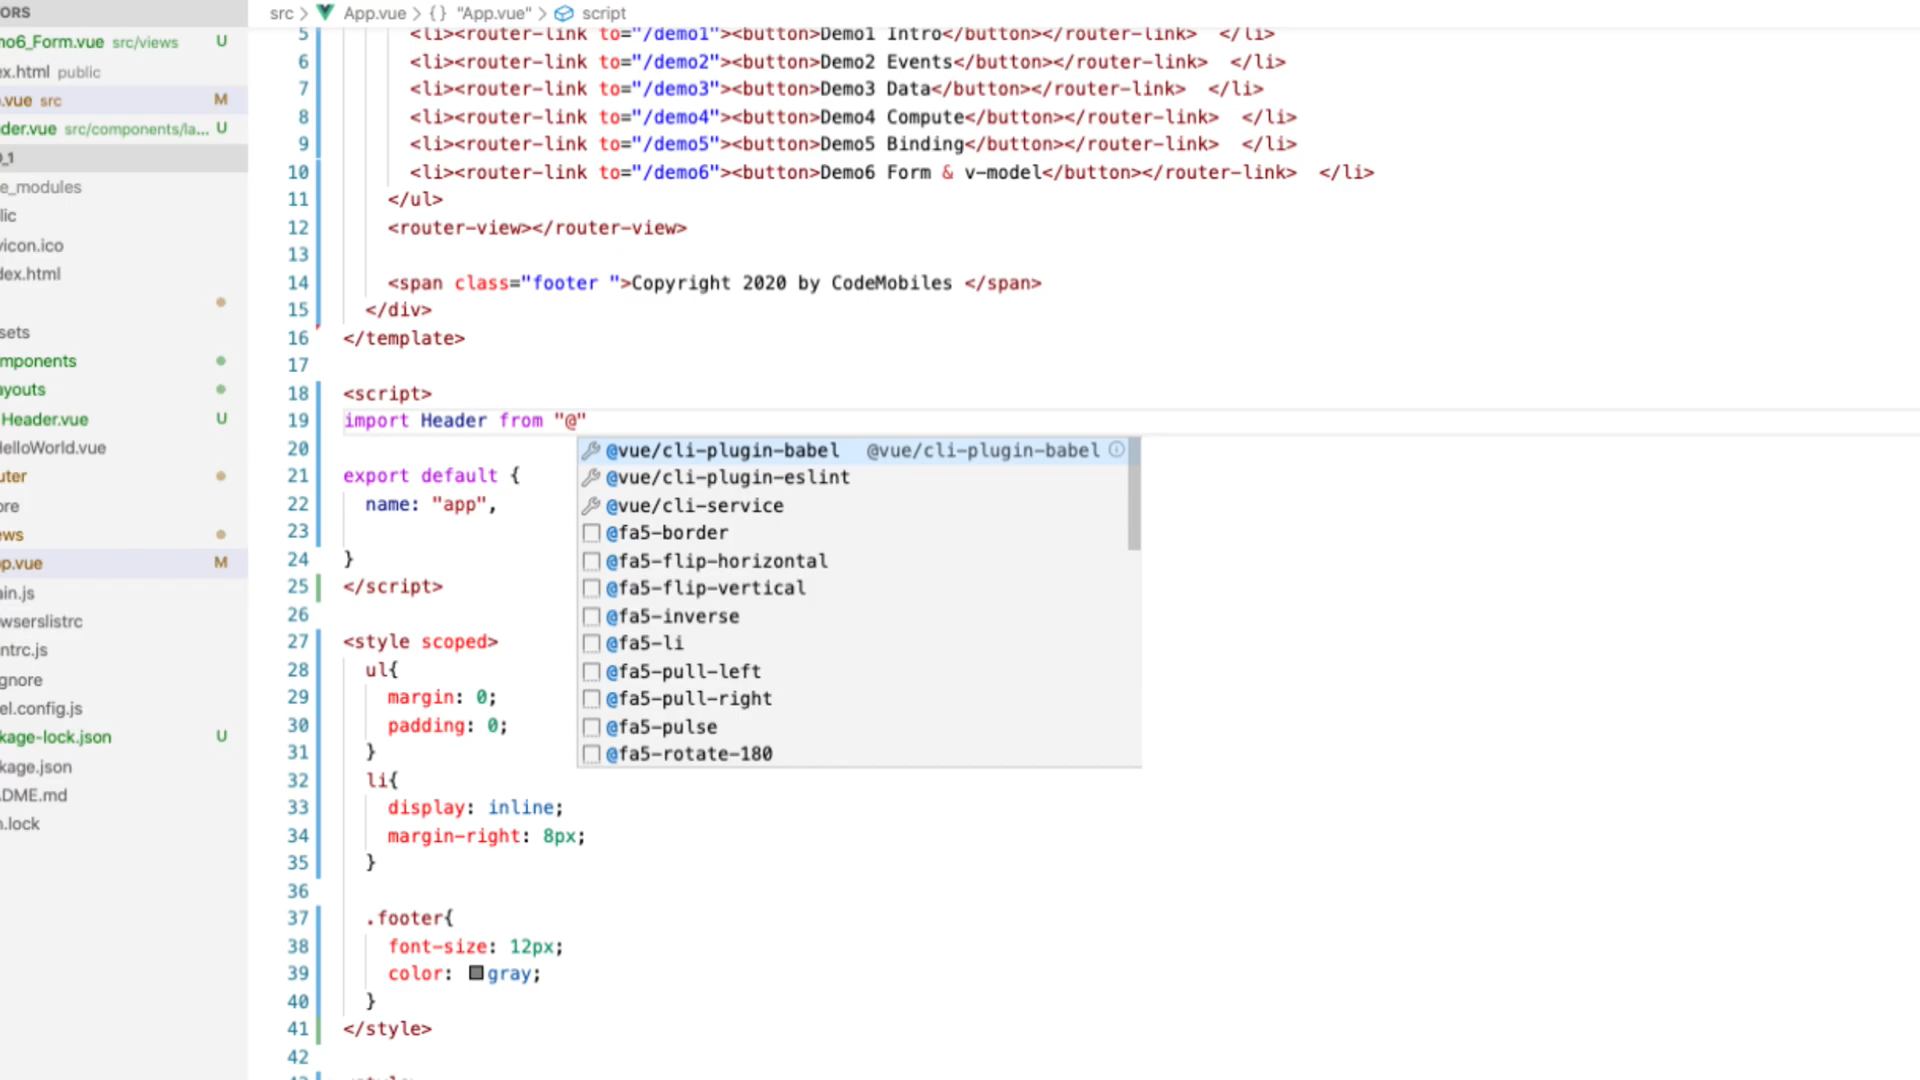 ORS
mo6_Form.vue src/views U
ex.html public
.vue src M
der.vue src/components/la... U
_1
e_modules
lic
vicon.ico
dex.html
sets
mponents
ayouts
Header.vue U
HelloWorld.vue
uter
ore
ews
pp.vue M
ain.js
wserslistrc
ntrc.js
gnore
el.config.js
kage-lock.json U
kage.json
DME.md
n.lock
src > App.vue > {} "App.vue" > script
5 <li><router-link to="/demo1"><button>Demo1 Intro</button></router-link> </li>
6 <li><router-link to="/demo2"><button>Demo2 Events</button></router-link> </li>
7 <li><router-link to="/demo3"><button>Demo3 Data</button></router-link> </li>
8 <li><router-link to="/demo4"><button>Demo4 Compute</button></router-link> </li>
9 <li><router-link to="/demo5"><button>Demo5 Binding</button></router-link> </li>
10 <li><router-link to="/demo6"><button>Demo6 Form & v-model</button></router-link> </li>
11 </ul>
12 <router-view></router-view>
13
14 <span class="footer ">Copyright 2020 by CodeMobiles </span>
15 </div>
16 </template>
17
18 <script>
19 import Header from "@"
20
21 export default {
22 name: "app",
23
24 }
25 </script>
26
27 <style scoped>
28 ul{
29 margin: 0;
30 padding: 0;
31 }
32 li{
33 display: inline;
34 margin-right: 8px;
35 }
36
37 .footer{
38 font-size: 12px;
39 color: gray;
40 }
41 </style>
42
@vue/cli-plugin-babel @vue/cli-plugin-babel
@vue/cli-plugin-eslint
@vue/cli-service
@fa5-border
@fa5-flip-horizontal
@fa5-flip-vertical
@fa5-inverse
@fa5-li
@fa5-pull-left
@fa5-pull-right
@fa5-pulse
@fa5-rotate-180